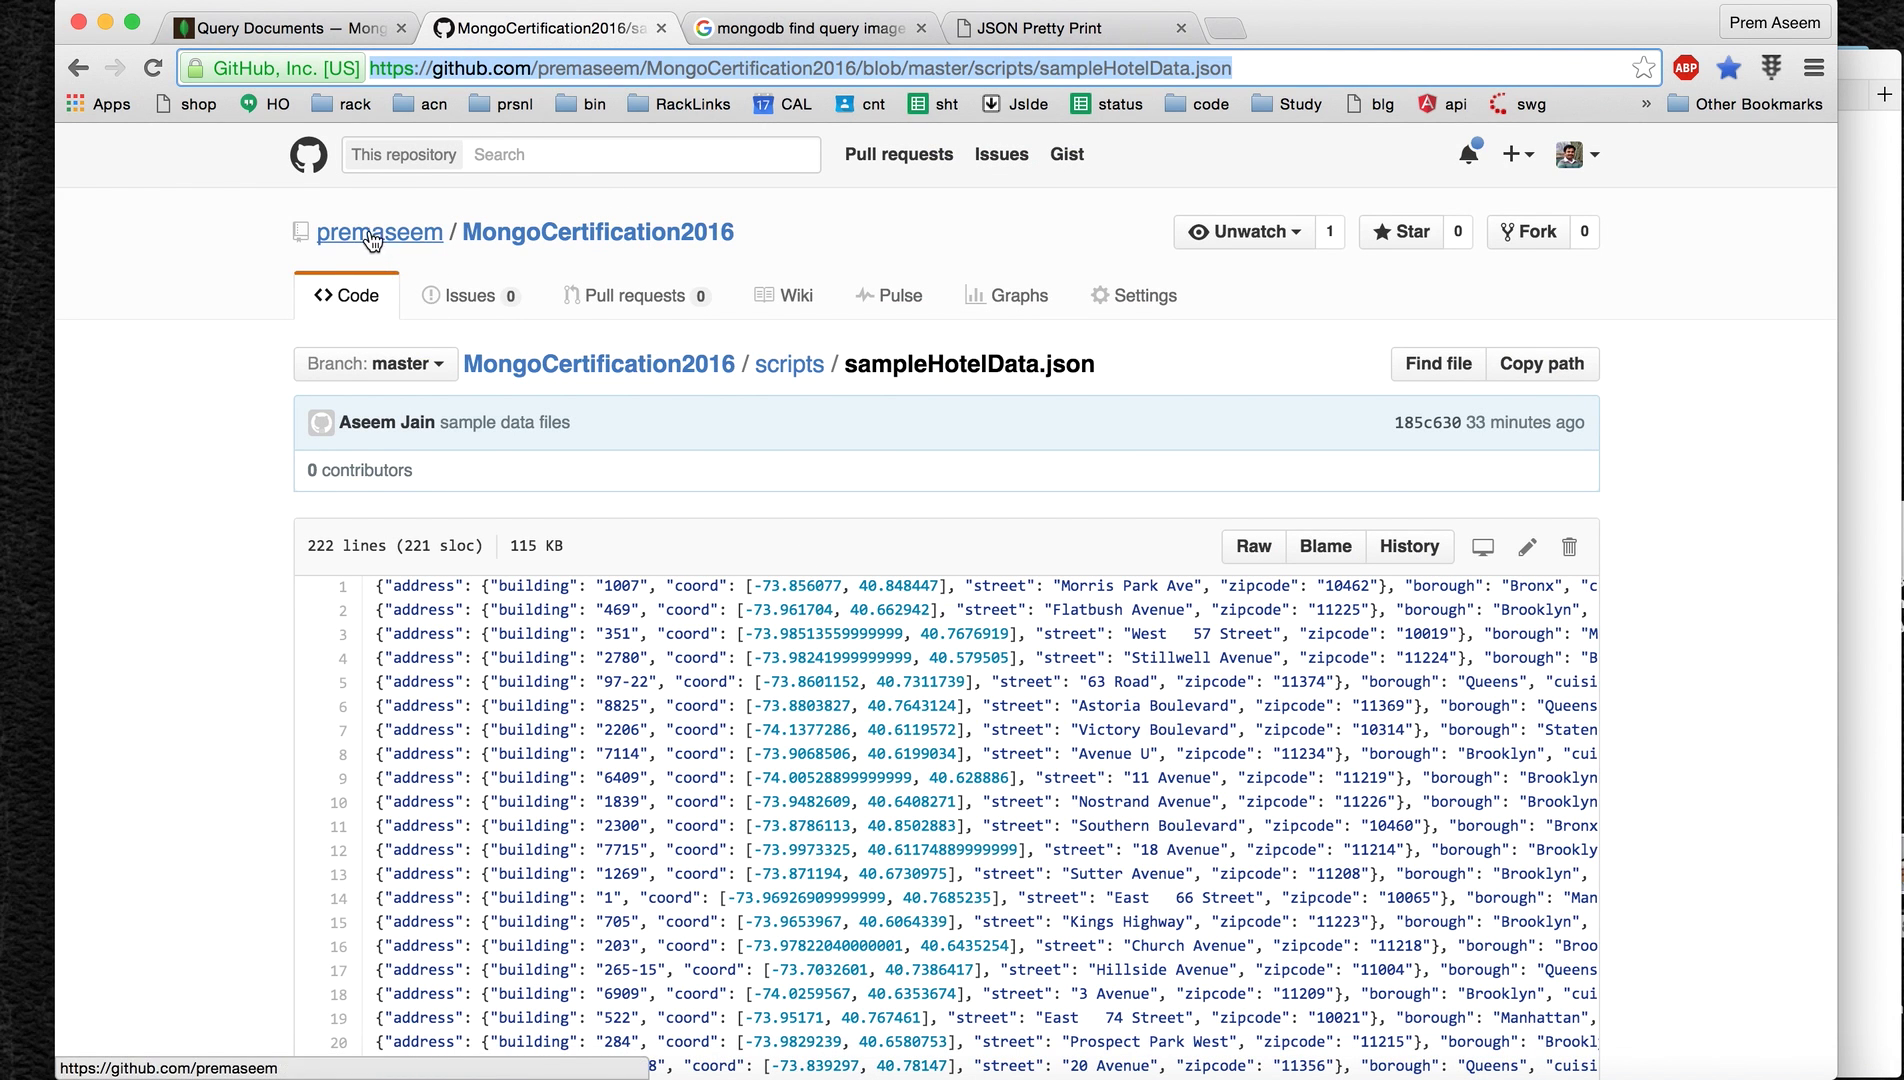 Query Documents — Mong
MongoCertification2016/sa
mongodb find query image
JSON Pretty Print
Prem Aseem
GitHub, Inc. [US] https://github.com/premaseem/MongoCertification2016/blob/master/scripts/sampleHotelData.json
ABP
Apps shop HO rack acn prsnl bin RackLinks 17 CAL cnt sht Jslde status code Study blg api swg » Other Bookmarks
This repository Search Pull requests Issues Gist
premaseem / MongoCertification2016
Unwatch 1 Star 0 Fork 0
Code Issues 0 Pull requests 0 Wiki Pulse Graphs Settings
Branch: master MongoCertification2016 / scripts / sampleHotelData.json Find file Copy path
Aseem Jain sample data files 185c630 33 minutes ago
0 contributors
222 lines (221 sloc) 115 KB Raw Blame History
1 {"address": {"building": "1007", "coord": [-73.856077, 40.848447], "street": "Morris Park Ave", "zipcode": "10462"}, "borough": "Bronx", "c
2 {"address": {"building": "469", "coord": [-73.961704, 40.662942], "street": "Flatbush Avenue", "zipcode": "11225"}, "borough": "Brooklyn",
3 {"address": {"building": "351", "coord": [-73.98513559999999, 40.7676919], "street": "West   57 Street", "zipcode": "10019"}, "borough": "M
4 {"address": {"building": "2780", "coord": [-73.98241999999999, 40.579505], "street": "Stillwell Avenue", "zipcode": "11224"}, "borough": "B
5 {"address": {"building": "97-22", "coord": [-73.8601152, 40.7311739], "street": "63 Road", "zipcode": "11374"}, "borough": "Queens", "cuisi
6 {"address": {"building": "8825", "coord": [-73.8803827, 40.7643124], "street": "Astoria Boulevard", "zipcode": "11369"}, "borough": "Queens
7 {"address": {"building": "2206", "coord": [-74.1377286, 40.6119572], "street": "Victory Boulevard", "zipcode": "10314"}, "borough": "Staten
8 {"address": {"building": "7114", "coord": [-73.9068506, 40.6199034], "street": "Avenue U", "zipcode": "11234"}, "borough": "Brooklyn", "cui
9 {"address": {"building": "6409", "coord": [-74.00528899999999, 40.628886], "street": "11 Avenue", "zipcode": "11219"}, "borough": "Brooklyn
10 {"address": {"building": "1839", "coord": [-73.9482609, 40.6408271], "street": "Nostrand Avenue", "zipcode": "11226"}, "borough": "Brooklyn
11 {"address": {"building": "2300", "coord": [-73.8786113, 40.8502883], "street": "Southern Boulevard", "zipcode": "10460"}, "borough": "Bronx
12 {"address": {"building": "7715", "coord": [-73.9973325, 40.61174889999999], "street": "18 Avenue", "zipcode": "11214"}, "borough": "Brookly
13 {"address": {"building": "1269", "coord": [-73.871194, 40.6730975], "street": "Sutter Avenue", "zipcode": "11208"}, "borough": "Brooklyn",
14 {"address": {"building": "1", "coord": [-73.96926909999999, 40.7685235], "street": "East   66 Street", "zipcode": "10065"}, "borough": "Man
15 {"address": {"building": "705", "coord": [-73.9653967, 40.6064339], "street": "Kings Highway", "zipcode": "11223"}, "borough": "Brooklyn",
16 {"address": {"building": "203", "coord": [-73.97822040000001, 40.6435254], "street": "Church Avenue", "zipcode": "11218"}, "borough": "Broo
17 {"address": {"building": "265-15", "coord": [-73.7032601, 40.7386417], "street": "Hillside Avenue", "zipcode": "11004"}, "borough": "Queens
18 {"address": {"building": "6909", "coord": [-74.0259567, 40.6353674], "street": "3 Avenue", "zipcode": "11209"}, "borough": "Brooklyn", "cui
19 {"address": {"building": "522", "coord": [-73.95171, 40.767461], "street": "East   74 Street", "zipcode": "10021"}, "borough": "Manhattan",
20 {"address": {"building": "284", "coord": [-73.9829239, 40.6580753], "street": "Prospect Park West", "zipcode": "11215"}, "borough": "Brookl
8", "coord": [-73.839297, 40.78147], "street": "20 Avenue", "zipcode": "11356"}, "borough": "Queens", "cuisi
https://github.com/premaseem